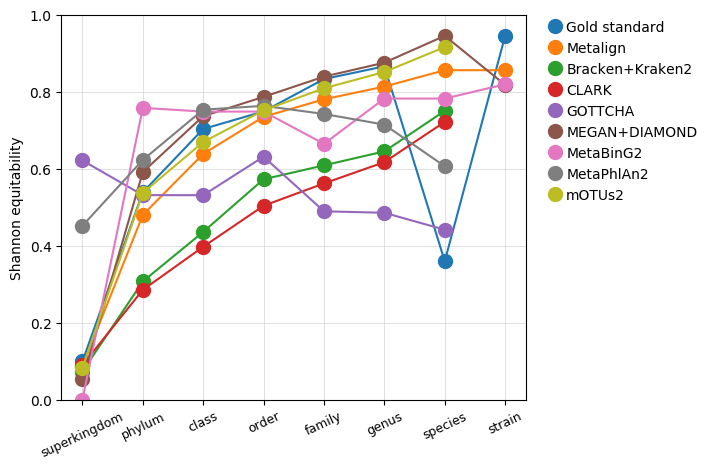 1.0
0.8
0.6
0.4
0.2
0.0
Shannon equitability
superkingdom
phylum
class
order
family
genus
species
strain
Gold standard
Metalign
Bracken+Kraken2
CLARK
GOTTCHA
MEGAN+DIAMOND
MetaBinG2
MetaPhlAn2
mOTUs2